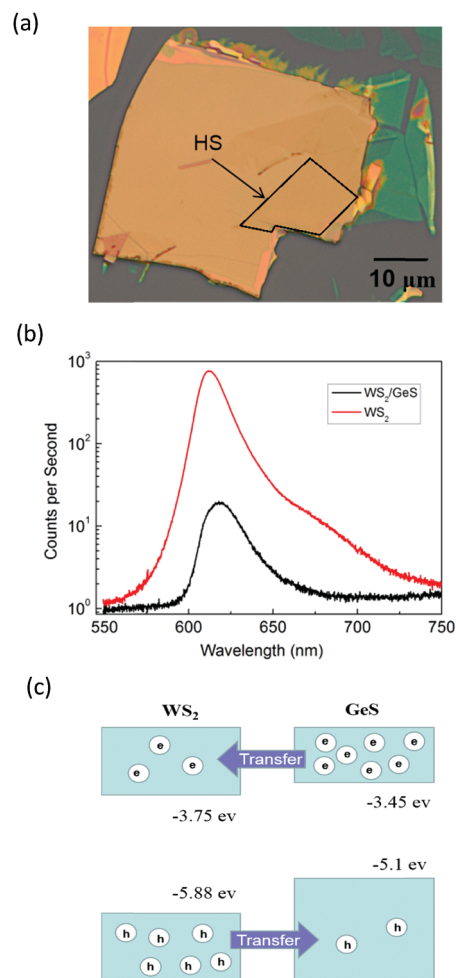 (a)
HS
10 μm
(b)
10³
10²
10¹
10⁰
Counts per Second
WS₂/GeS
WS₂
550 600 650 700 750
Wavelength (nm)
(c)
WS₂ GeS
e e e e e e e e e e
Transfer
-3.75 ev -3.45 ev
-5.88 ev -5.1 ev
h h h h h h h h
Transfer